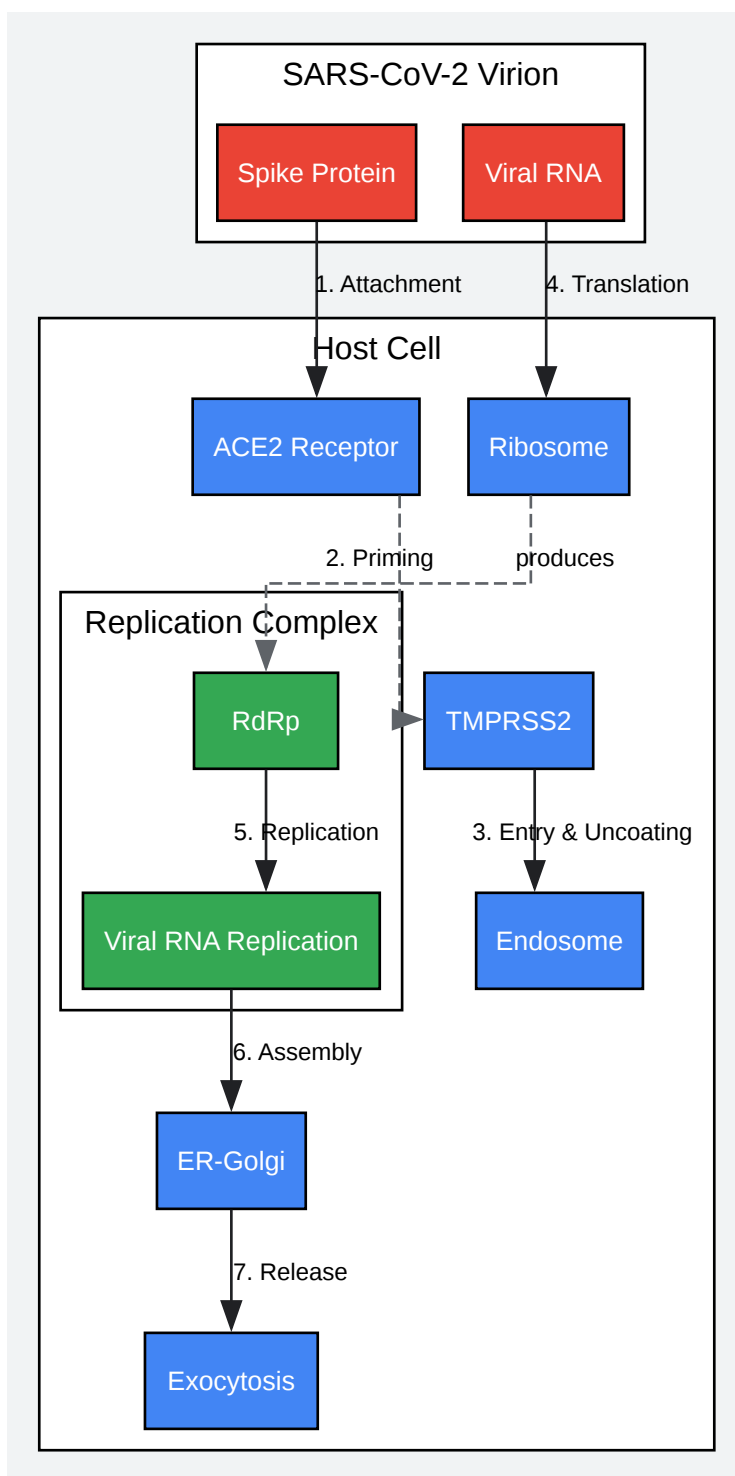 SARS-CoV-2 Virion
Spike Protein
Viral RNA
1. Attachment
4. Translation
Host Cell
ACE2 Receptor
Ribosome
2. Priming
produces
Replication Complex
RdRp
TMPRSS2
5. Replication
3. Entry & Uncoating
Viral RNA Replication
Endosome
6. Assembly
ER-Golgi
7. Release
Exocytosis